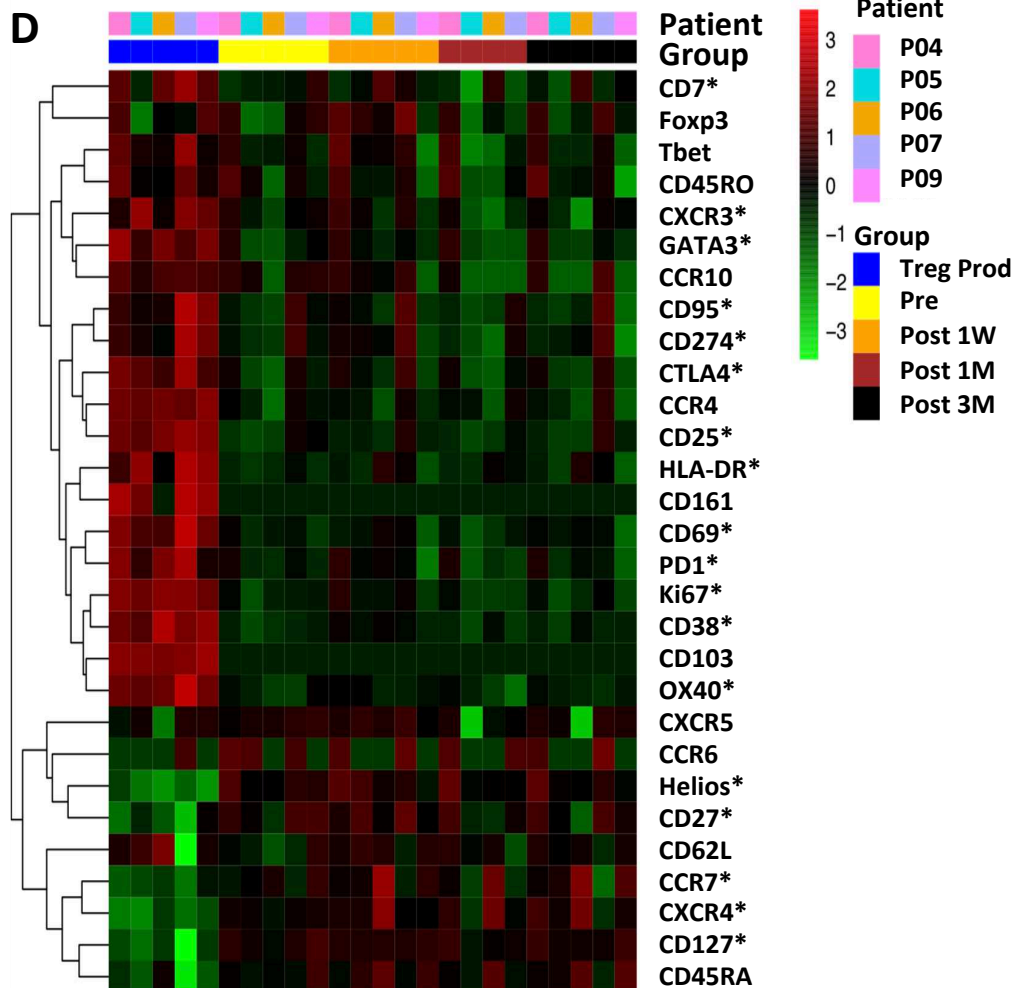 D
Patient
Group
CD7*
Foxp3
Tbet
CD45RO
CXCR3*
GATA3*
CCR10
CD95*
CD274*
CTLA4*
CCR4
CD25*
HLA-DR*
CD161
CD69*
PD1*
Ki67*
CD38*
CD103
OX40*
CXCR5
CCR6
Helios*
CD27*
CD62L
CCR7*
CXCR4*
CD127*
CD45RA
3
2
1
0
−1
−2
−3
Patient
P04
P05
P06
P07
P09
Group
Treg Prod
Pre
Post 1W
Post 1M
Post 3M